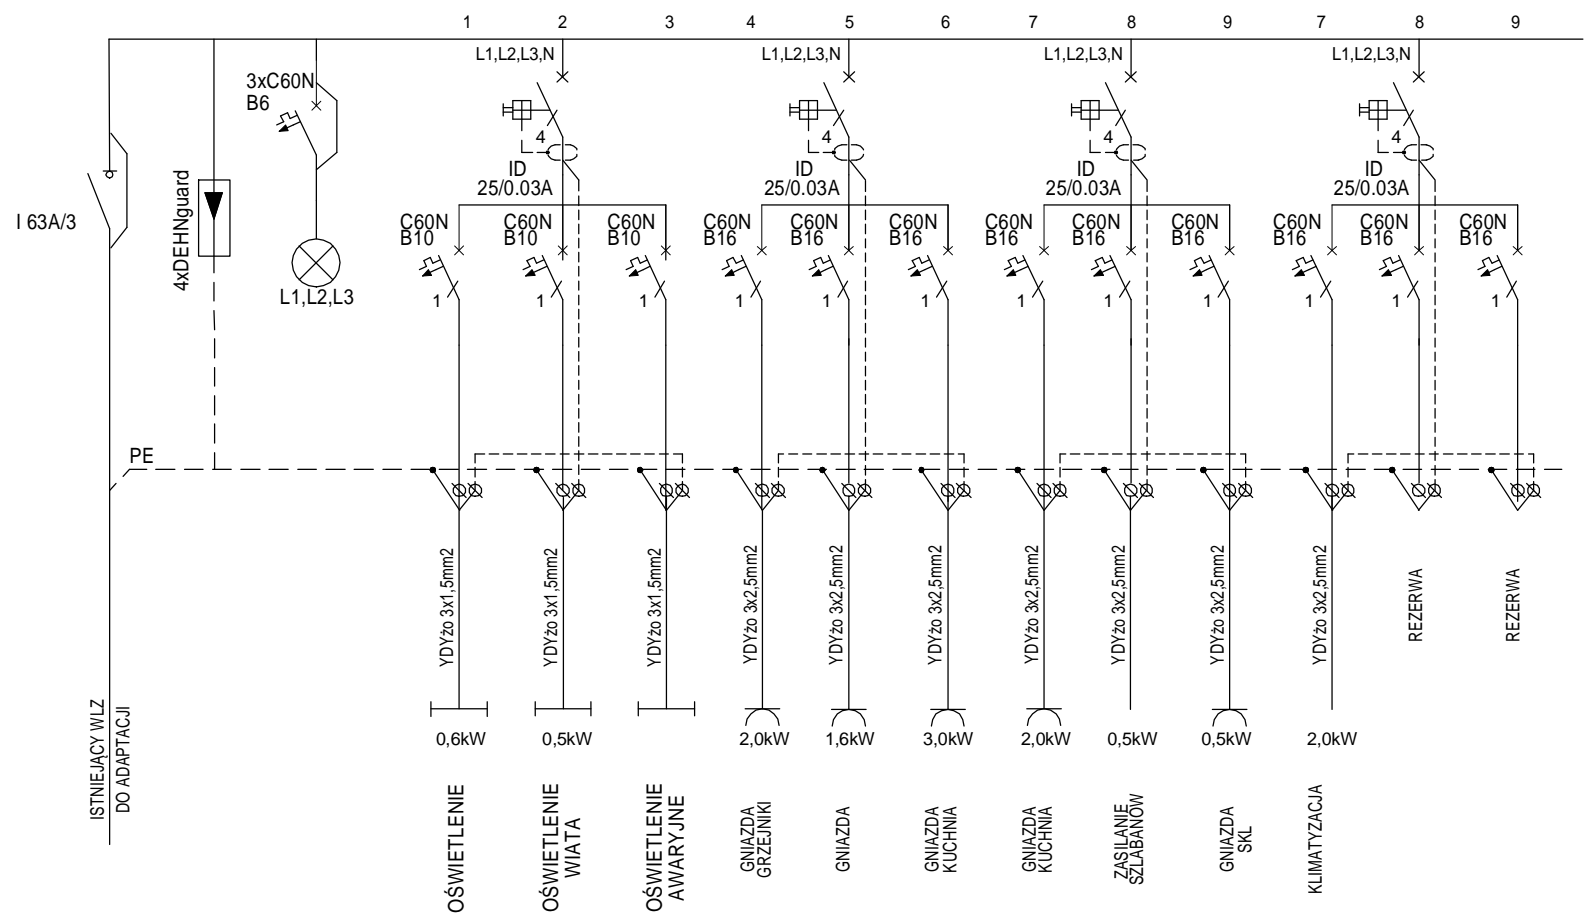 1 2 3 4 5 6 7 8 9 7 8 9
L1,L2,L3,N L1,L2,L3,N L1,L2,L3,N L1,L2,L3,N
3xC60N
B6
4 4 4 4
ID ID ID ID
25/0.03A 25/0.03A 25/0.03A 25/0.03A
I 63A/3
4xDEHNguard
L1,L2,L3
C60N C60N C60N C60N C60N C60N C60N C60N C60N C60N C60N C60N
B10 B10 B10 B16 B16 B16 B16 B16 B16 B16 B16 B16
1 1 1 1 1 1 1 1 1 1 1 1
PE
YDYżo 3x1,5mm2
YDYżo 3x1,5mm2
YDYżo 3x1,5mm2
YDYżo 3x2,5mm2
YDYżo 3x2,5mm2
YDYżo 3x2,5mm2
YDYżo 3x2,5mm2
YDYżo 3x2,5mm2
YDYżo 3x2,5mm2
YDYżo 3x2,5mm2
REZERWA
REZERWA
ISTNIEJĄCY WLZ
DO ADAPTACJI
0,6kW 0,5kW 2,0kW 1,6kW 3,0kW 2,0kW 0,5kW 0,5kW 2,0kW
OŚWIETLENIE
OŚWIETLENIE
WIATA
OŚWIETLENIE
AWARYJNE
GNIAZDA
GRZEJNIKI
GNIAZDA
GNIAZDA
KUCHNIA
GNIAZDA
KUCHNIA
ZASILANIE
SZLABANÓW
GNIAZDA
SKL
KLIMATYZACJA